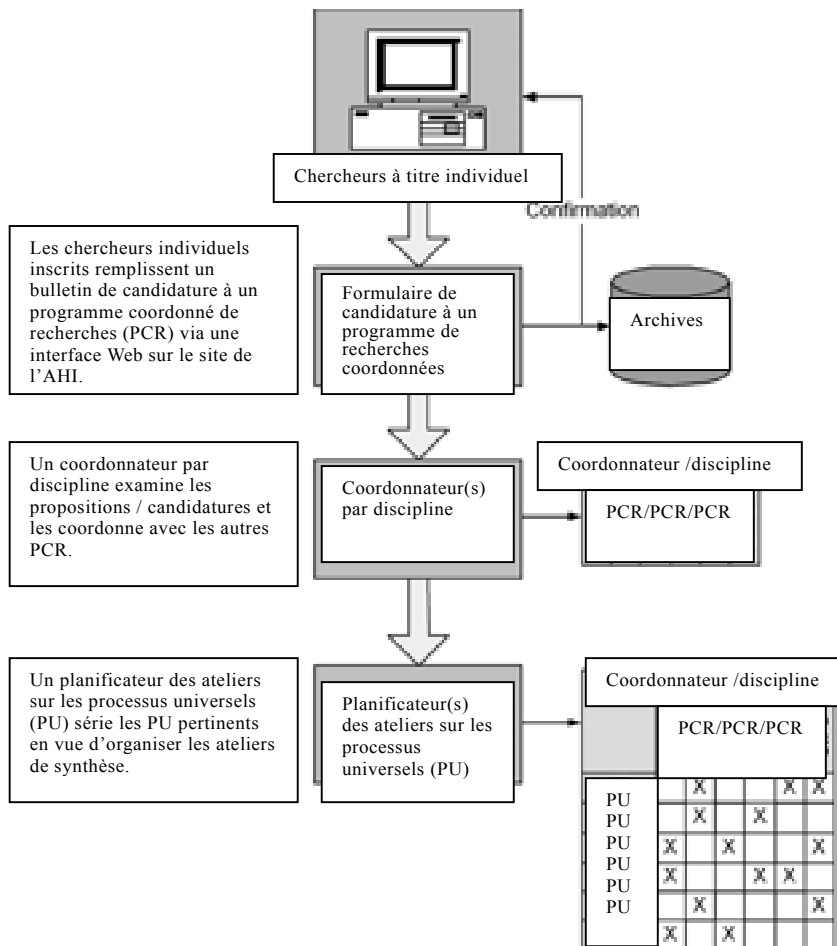 Chercheurs à titre individuel
Confirmation
Les chercheurs individuels
inscrits remplissent un
bulletin de candidature à un
programme coordonné de
recherches (PCR) via une
interface Web sur le site de
l’AHI.
Formulaire de
candidature à un
programme de
recherches
coordonnées
Archives
Un coordonnateur par
discipline examine les
propositions / candidatures et
les coordonne avec les autres
PCR.
Coordonnateur(s)
par discipline
Coordonnateur /discipline
PCR/PCR/PCR
Un planificateur des ateliers
sur les processus universels
(PU) série les PU pertinents
en vue d’organiser les ateliers
de synthèse.
Planificateur(s)
des ateliers sur les
processus
universels (PU)
Coordonnateur /discipline
PCR/PCR/PCR
X X X
PU X X
PU X X X
PU X X X
PU X X
PU X X
PU